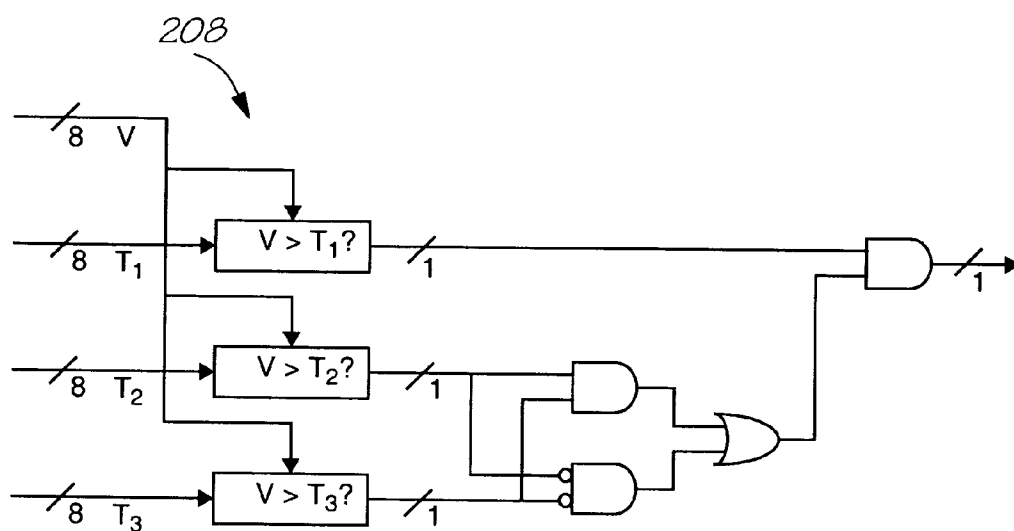 208
8 V
8 T₁
V > T₁?
1
1
8 T₂
V > T₂?
1
8 T₃
V > T₃?
1